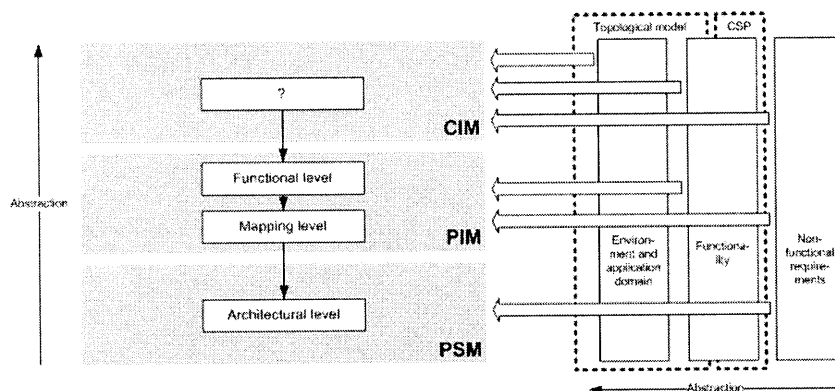 Topological model
CSP
?
CIM
Functional level
Abstraction
Mapping level
PIM
Environ-
ment and
application
domain
Functiona-
lity
Non-
functional
require-
ments
Architectural level
PSM
Abstraction